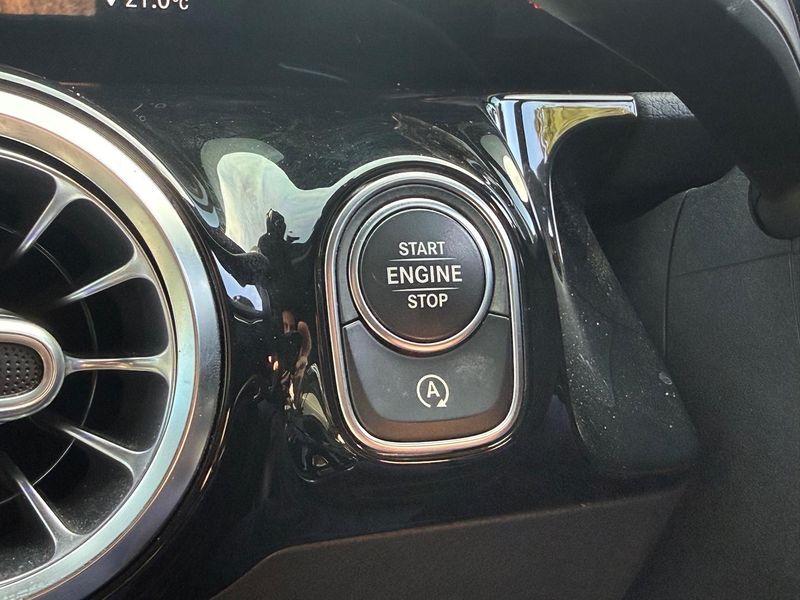 21.0°C
START
ENGINE
STOP
A